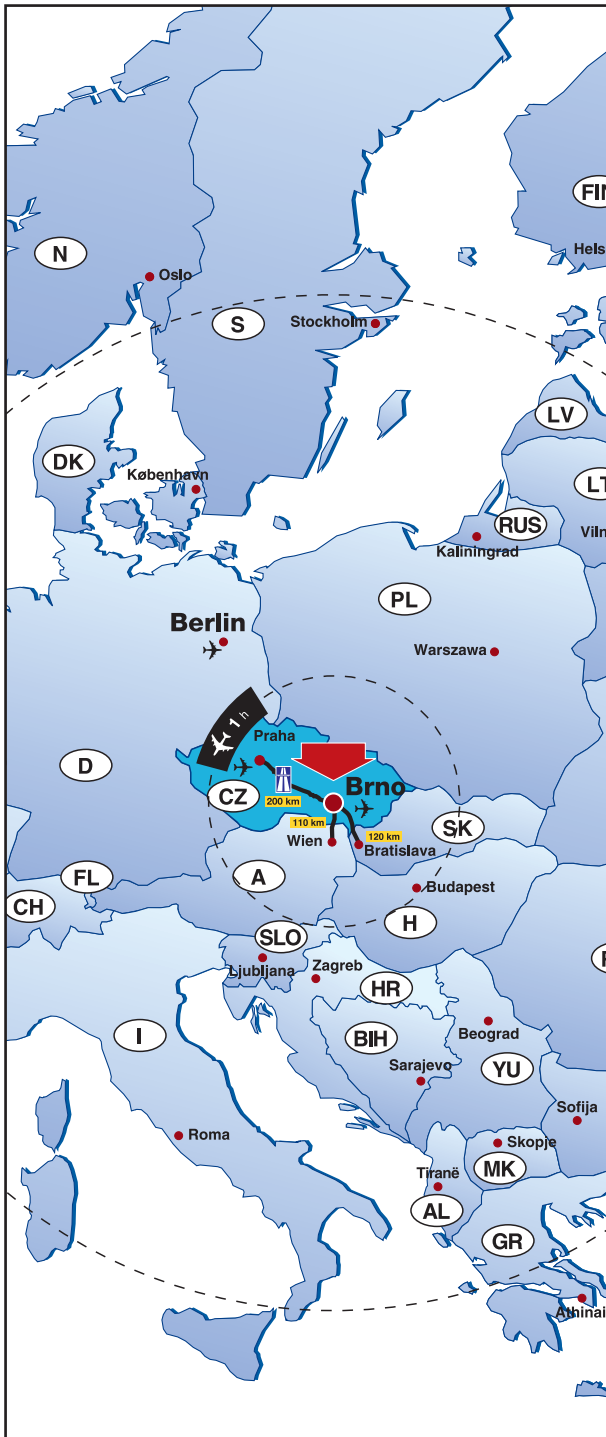 FIN
N
Hels
Oslo
S
Stockholm
LV
DK
København
LT
RUS
Viln
Kaliningrad
PL
Berlin
Warszawa
1 h
Praha
D
CZ
Brno
200 km
110 km
120 km
SK
Wien
Bratislava
A
FL
Budapest
CH
H
SLO
Ljubljana
Zagreb
HR
Beograd
I
BIH
Sarajevo
YU
Sofija
Roma
Skopje
Tiranë
MK
AL
GR
Athinai